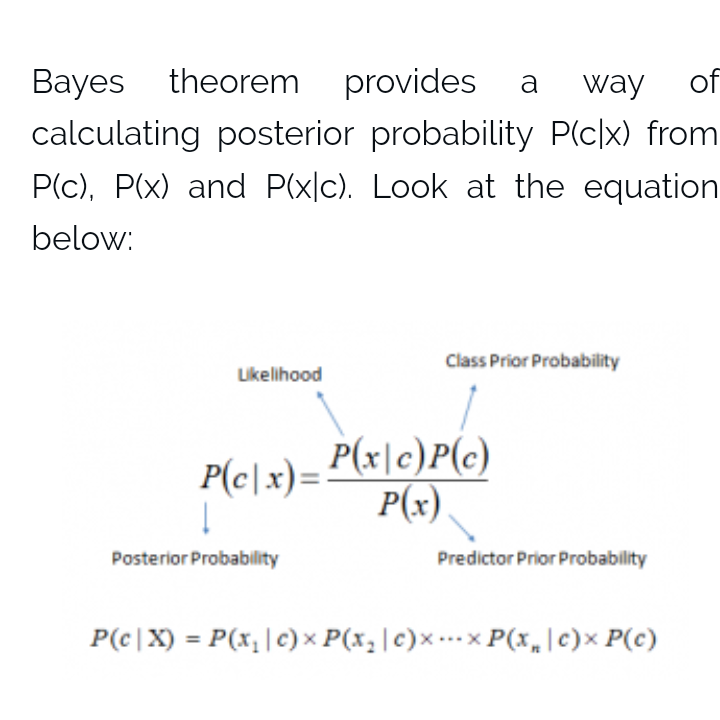 Bayes theorem provides a way of
calculating posterior probability P(c|x) from
P(c), P(x) and P(x|c). Look at the equation
below:
Likelihood
Class Prior Probability
P(c|x)=P(x|c)P(c)
P(x)
Posterior Probability
Predictor Prior Probability
P(c|X) = P(x₁|c)×P(x₂|c)×···×P(xₙ|c)×P(c)